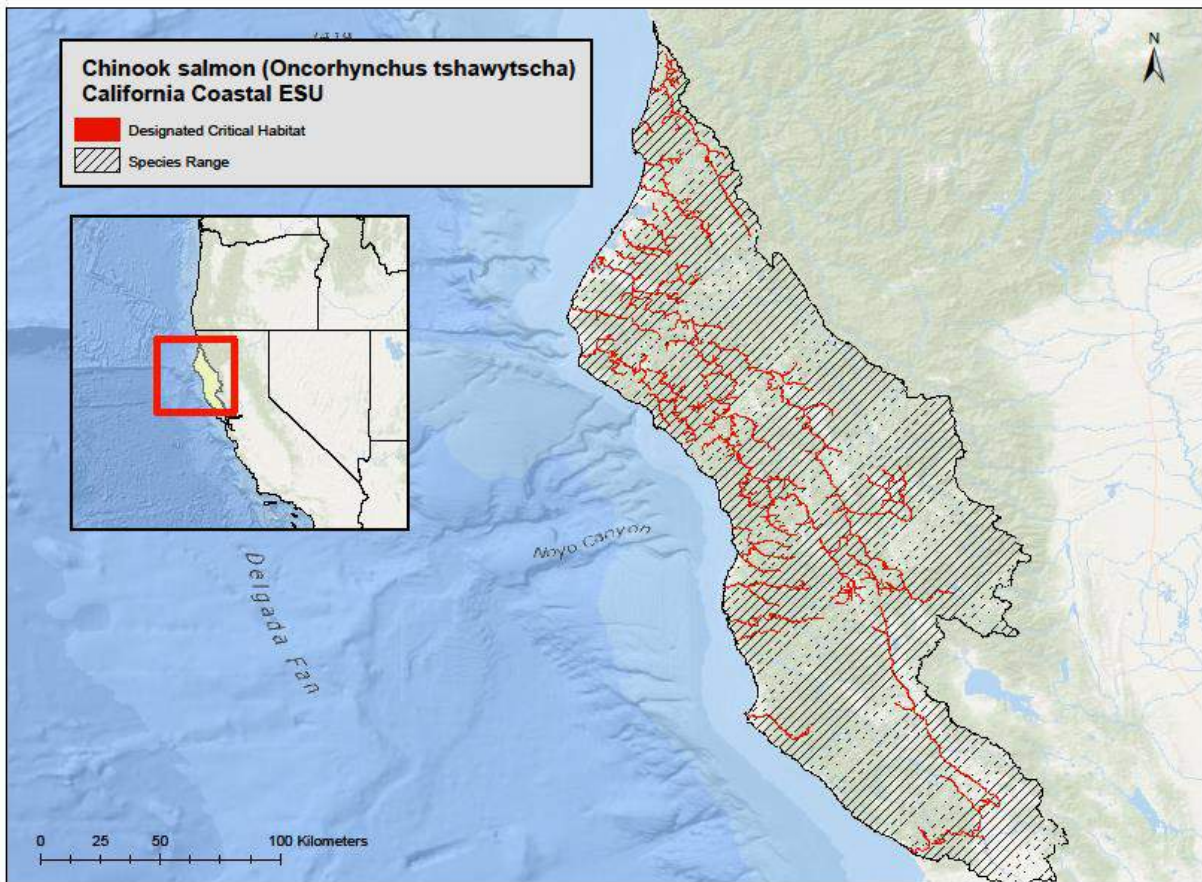 Chinook salmon (Oncorhynchus tshawytscha)
California Coastal ESU
Designated Critical Habitat
Species Range
N
Noyo Canyon
Delgada Fan
0 25 50 100 Kilometers